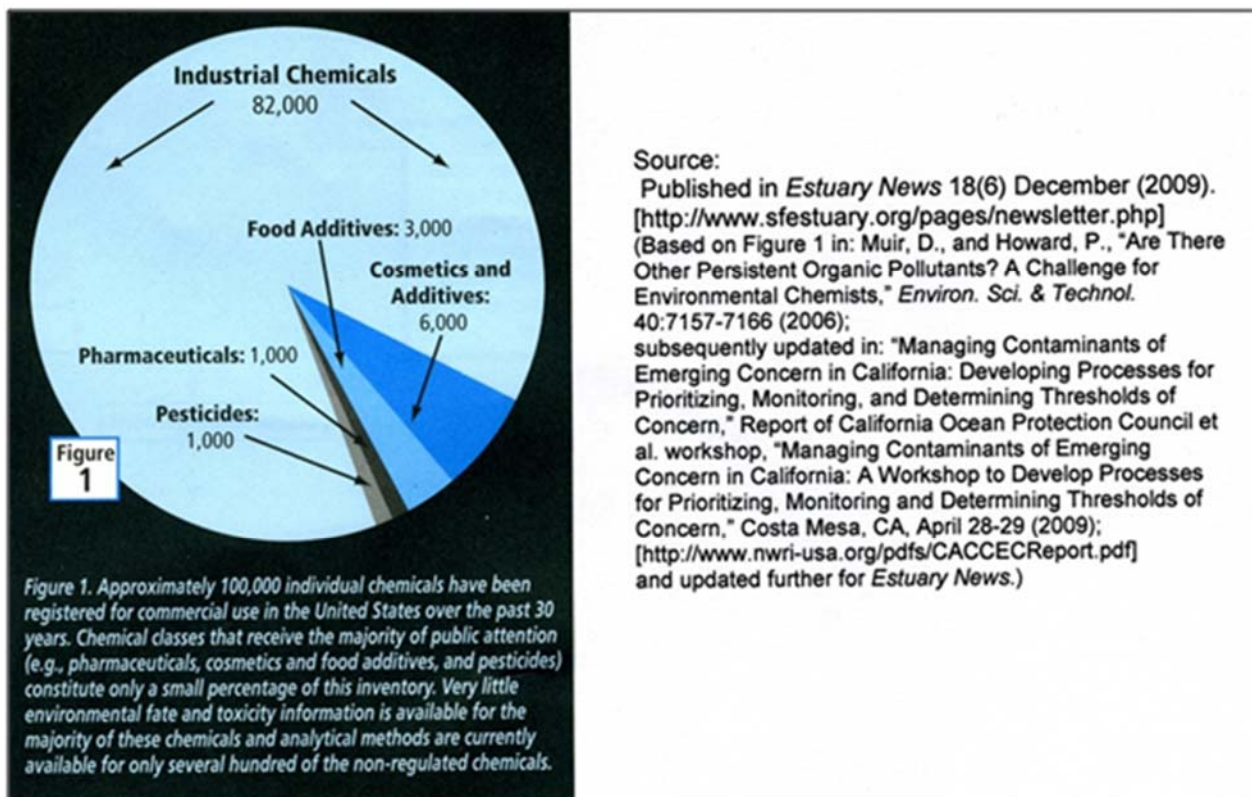 Industrial Chemicals
82,000
Food Additives: 3,000
Cosmetics and
Additives:
6,000
Pharmaceuticals: 1,000
Pesticides:
1,000
Figure
1
Figure 1. Approximately 100,000 individual chemicals have been
registered for commercial use in the United States over the past 30
years. Chemical classes that receive the majority of public attention
(e.g., pharmaceuticals, cosmetics and food additives, and pesticides)
constitute only a small percentage of this inventory. Very little
environmental fate and toxicity information is available for the
majority of these chemicals and analytical methods are currently
available for only several hundred of the non-regulated chemicals.
Source:
Published in Estuary News 18(6) December (2009).
[http://www.sfestuary.org/pages/newsletter.php]
(Based on Figure 1 in: Muir, D., and Howard, P., "Are There
Other Persistent Organic Pollutants? A Challenge for
Environmental Chemists," Environ. Sci. & Technol.
40:7157-7166 (2006);
subsequently updated in: "Managing Contaminants of
Emerging Concern in California: Developing Processes for
Prioritizing, Monitoring, and Determining Thresholds of
Concern," Report of California Ocean Protection Council et
al. workshop, "Managing Contaminants of Emerging
Concern in California: A Workshop to Develop Processes
for Prioritizing, Monitoring and Determining Thresholds of
Concern," Costa Mesa, CA, April 28-29 (2009);
[http://www.nwri-usa.org/pdfs/CACCECReport.pdf]
and updated further for Estuary News.)